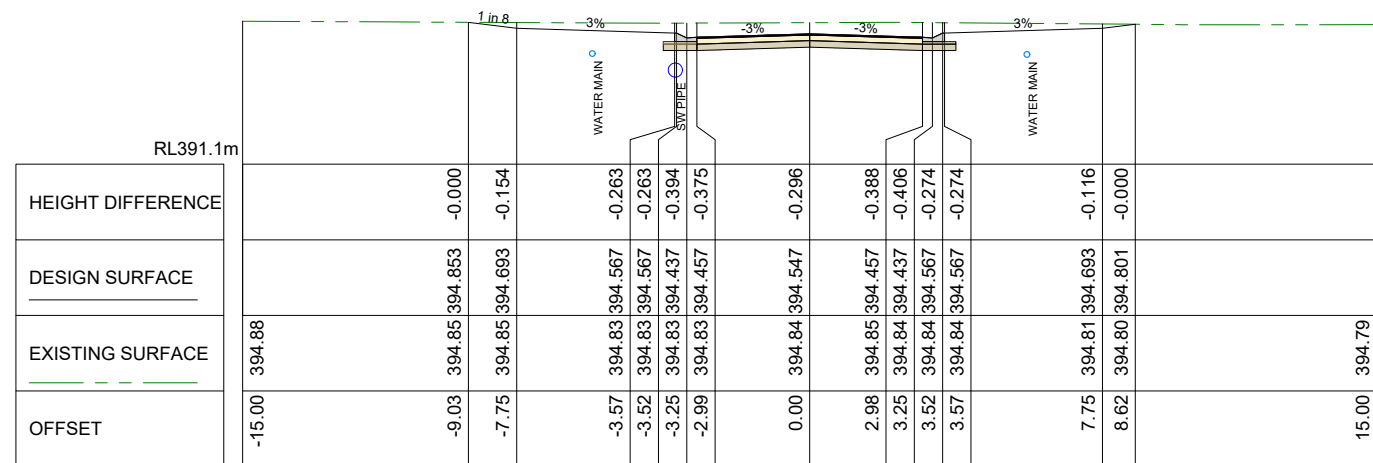 1 in 8
3%
-3%
-3%
3%
WATER MAIN
SW PIPE
WATER MAIN
RL391.1m
HEIGHT DIFFERENCE -0.000 -0.154 -0.263 -0.263 -0.394 -0.375 -0.296 -0.388 -0.406 -0.274 -0.274 -0.116 -0.000
DESIGN SURFACE 394.853 394.693 394.567 394.567 394.437 394.457 394.547 394.457 394.437 394.567 394.567 394.693 394.801
EXISTING SURFACE 394.88 394.85 394.85 394.83 394.83 394.83 394.83 394.84 394.85 394.84 394.84 394.84 394.81 394.80 394.79
OFFSET -15.00 -9.03 -7.75 -3.57 -3.52 -3.25 -2.99 0.00 2.98 3.25 3.52 3.57 7.75 8.62 15.00